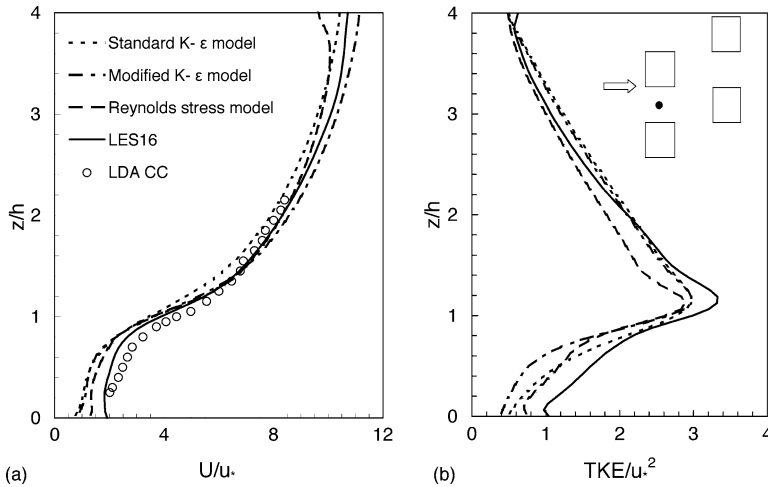 4
3
2
1
0
z/h
Standard K- ε model
Modified K- ε model
Reynolds stress model
LES16
LDA CC
0 4 8 12
(a) U/u*
4
3
2
1
0
z/h
0 1 2 3 4
(b) TKE/u*²